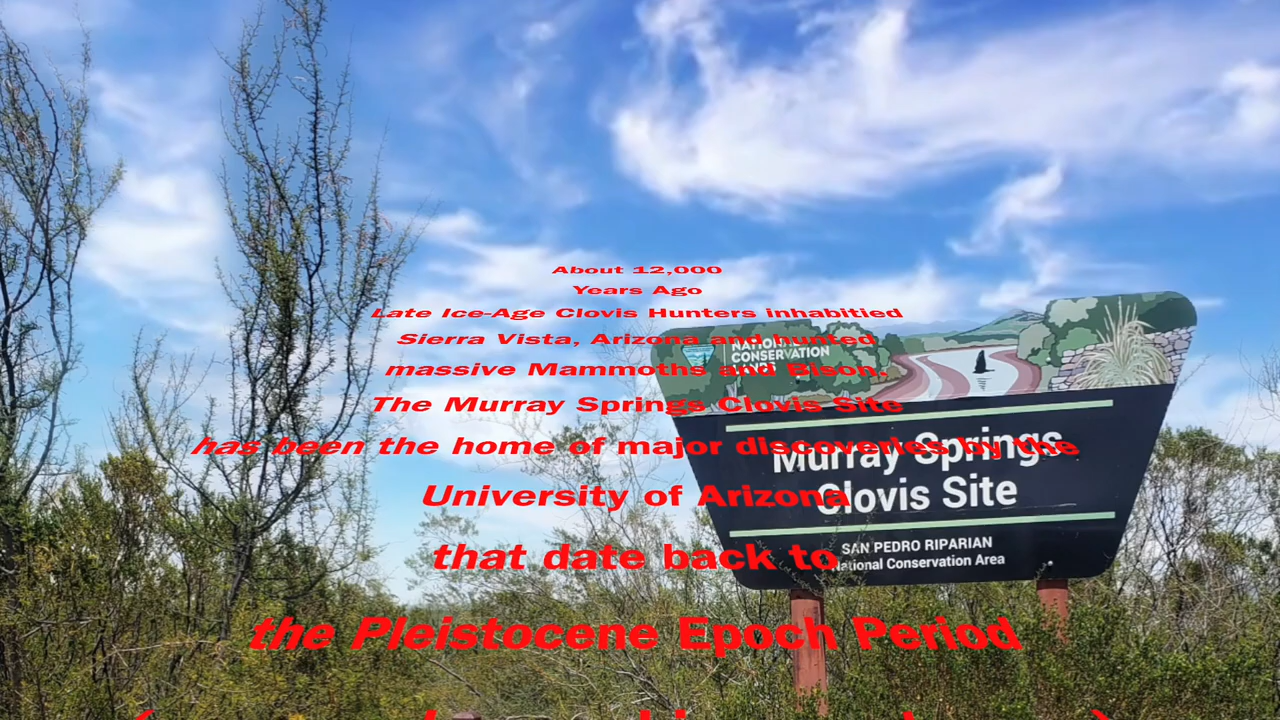 About 12,000
Years Ago
Late Ice-Age Clovis Hunters inhabitied
Sierra Vista, Arizona and hunted
massive Mammoths and Bison.
The Murray Springs Clovis Site
has been the home of major discoveries by the
University of Arizona
that date back to
the Pleistocene Epoch Period
NATIONAL
CONSERVATION
Murray Springs
Clovis Site
SAN PEDRO RIPARIAN
National Conservation Area